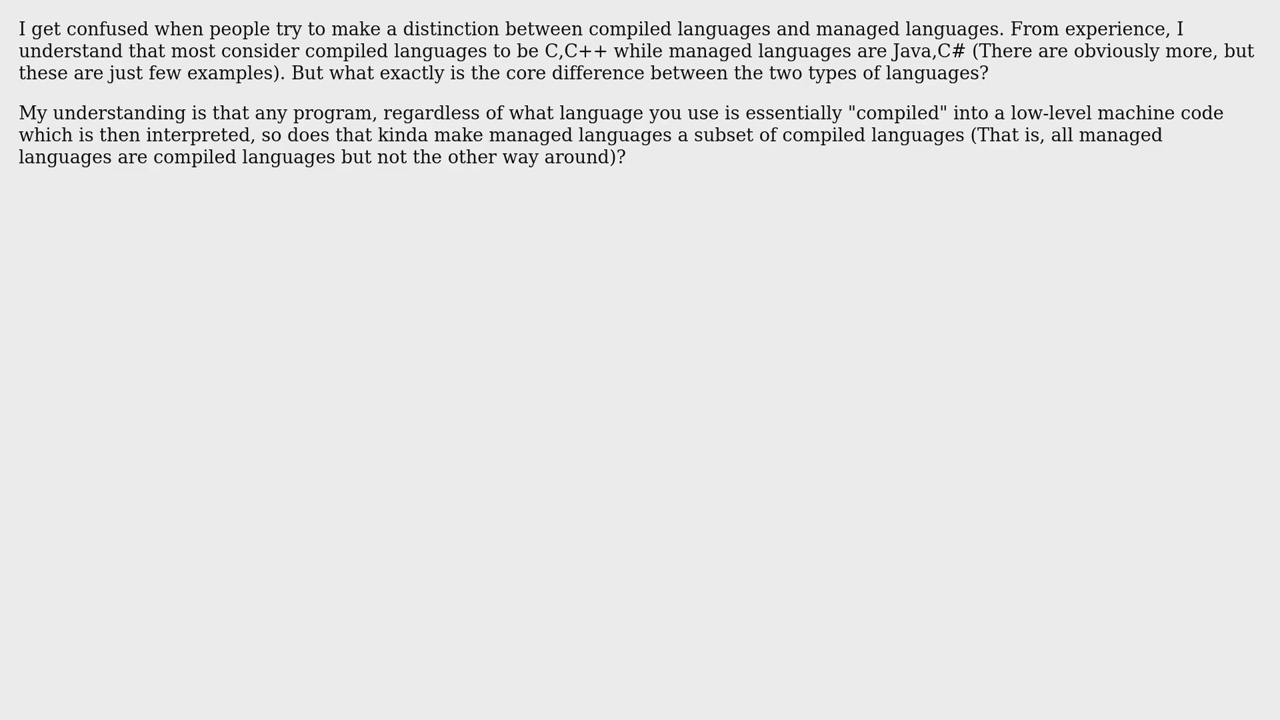 I get confused when people try to make a distinction between compiled languages and managed languages. From experience, I
understand that most consider compiled languages to be C,C++ while managed languages are Java,C# (There are obviously more, but
these are just few examples). But what exactly is the core difference between the two types of languages?
My understanding is that any program, regardless of what language you use is essentially "compiled" into a low-level machine code
which is then interpreted, so does that kinda make managed languages a subset of compiled languages (That is, all managed
languages are compiled languages but not the other way around)?